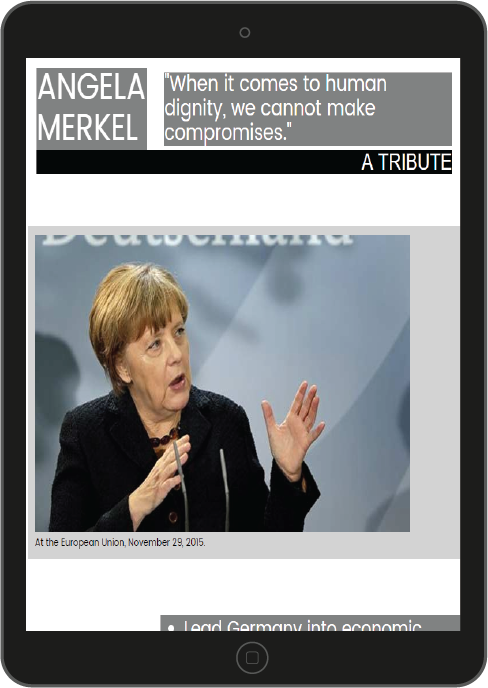 ANGELA
MERKEL
"When it comes to human
dignity, we cannot make
compromises."
A TRIBUTE
Deutschland
At the European Union, November 29, 2015.
• Lead Germany into economic